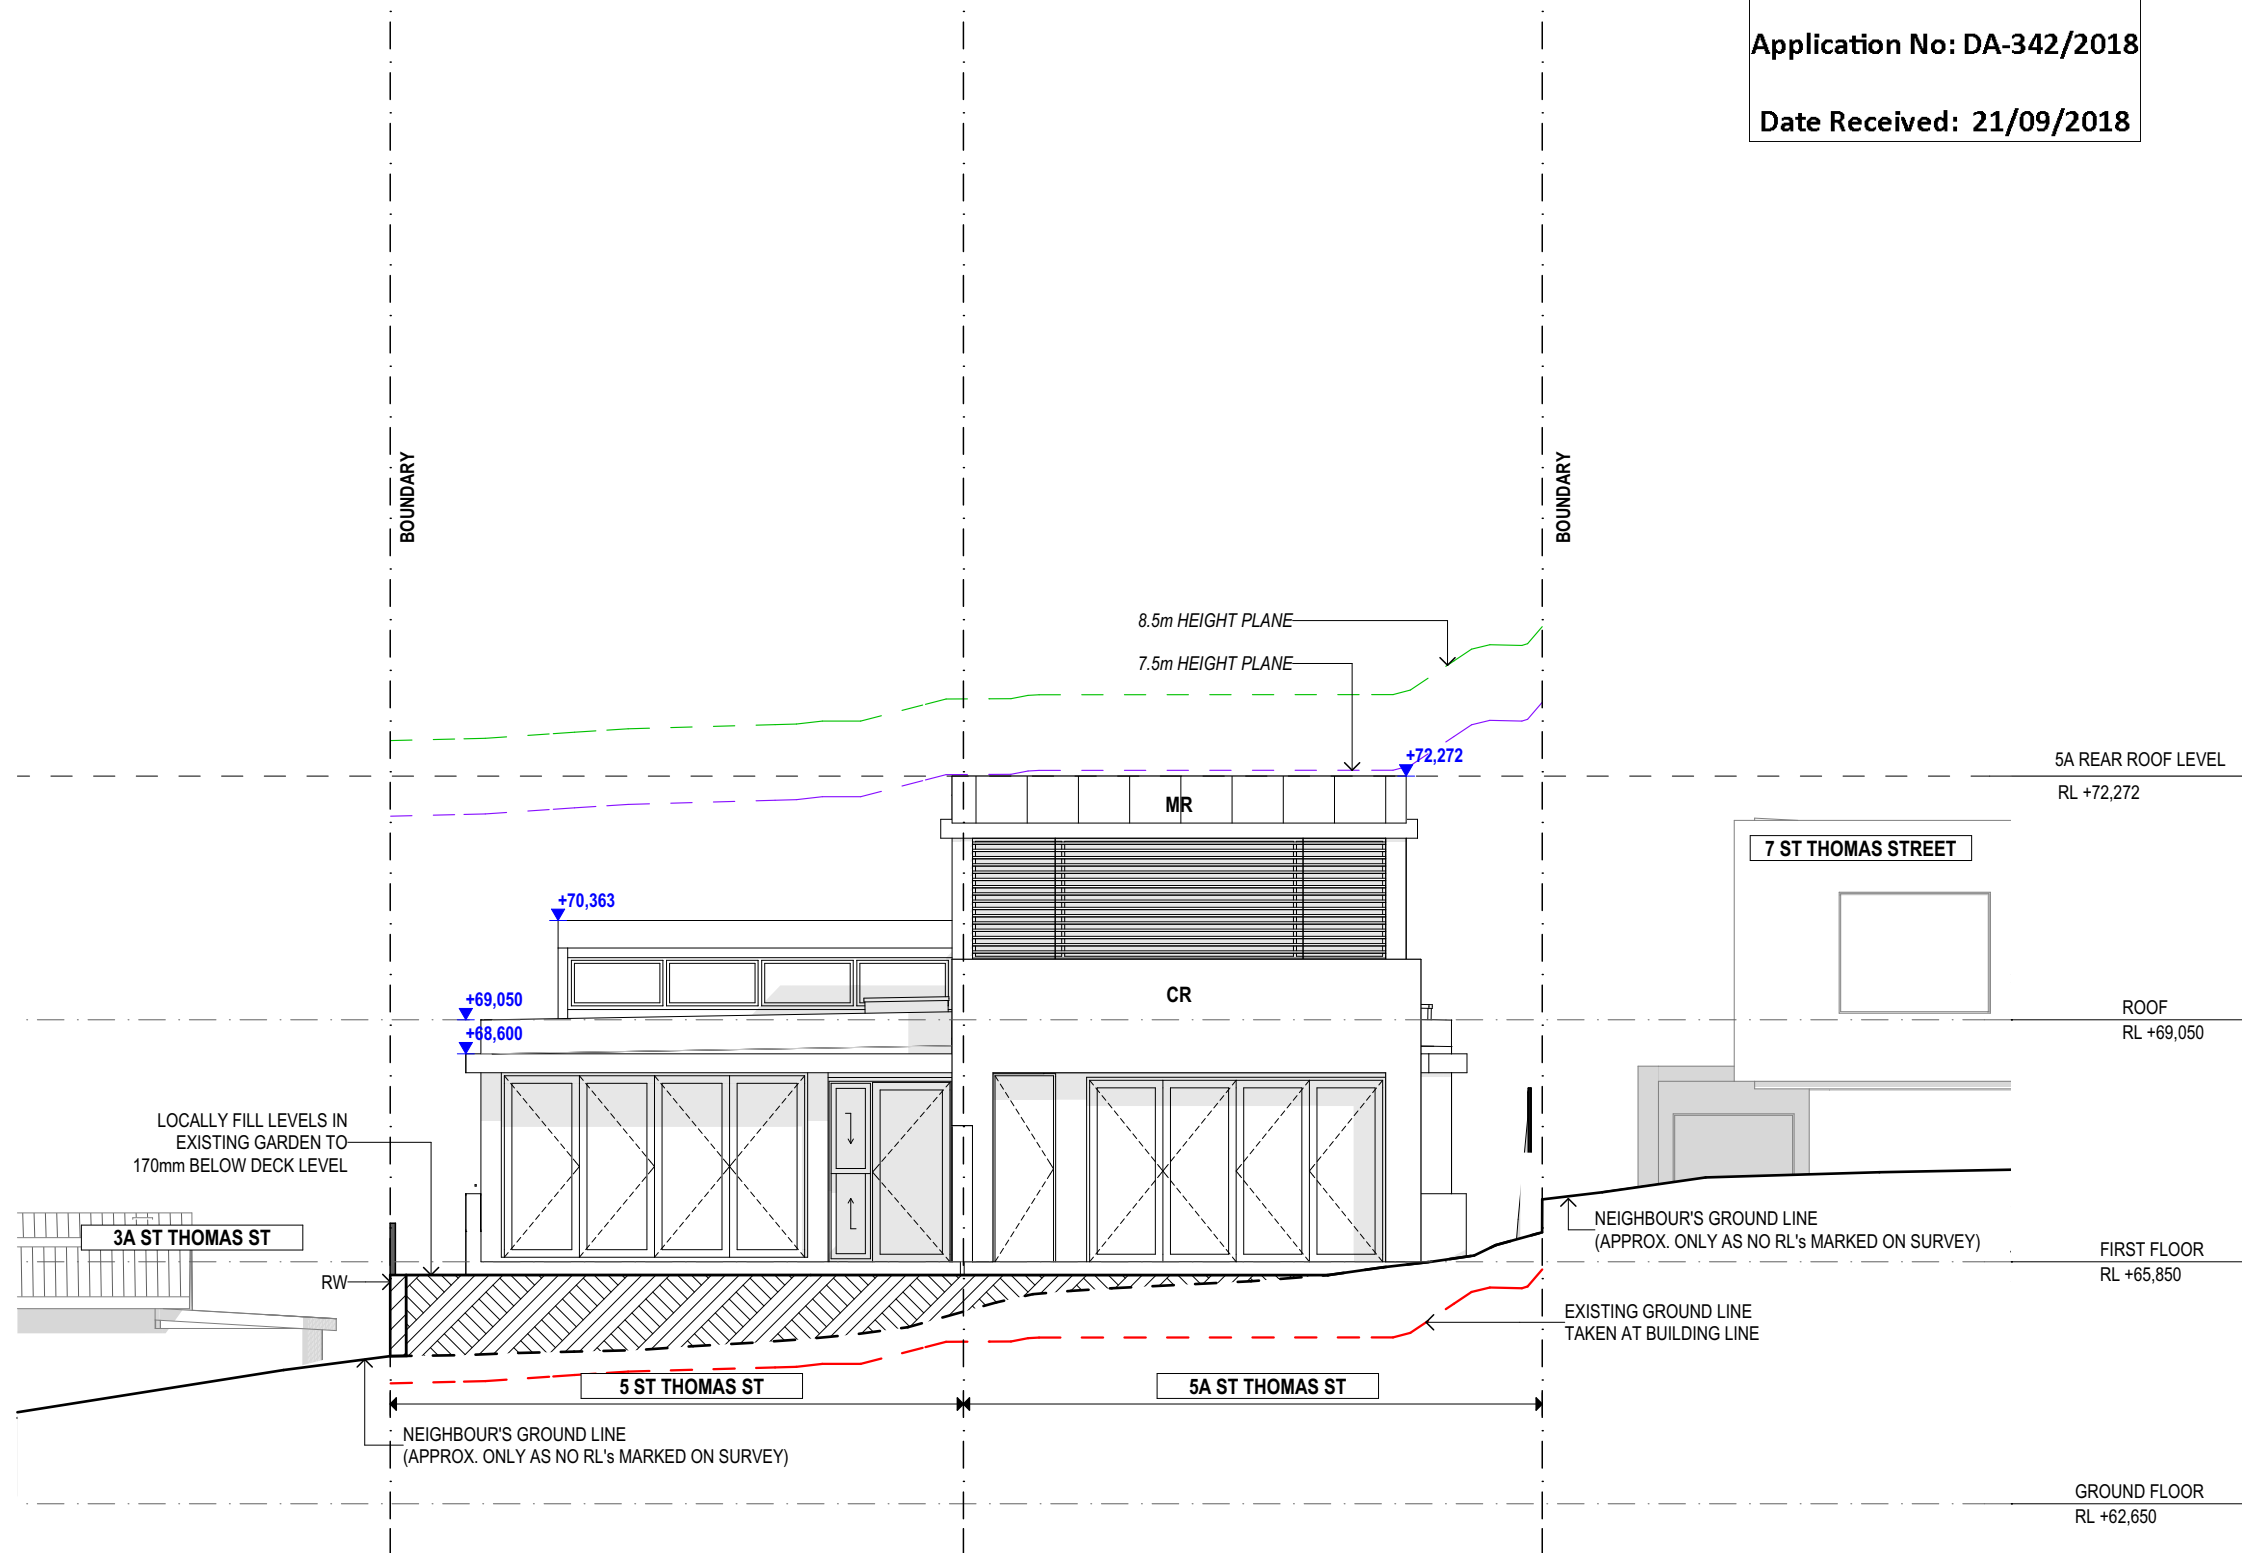 Application No: DA-342/2018
Date Received: 21/09/2018
BOUNDARY
BOUNDARY
8.5m HEIGHT PLANE
7.5m HEIGHT PLANE
+72,272
5A REAR ROOF LEVEL
RL +72,272
MR
7 ST THOMAS STREET
+70,363
+69,050
CR
ROOF
RL +69,050
+68,600
LOCALLY FILL LEVELS IN
EXISTING GARDEN TO
170mm BELOW DECK LEVEL
3A ST THOMAS ST
NEIGHBOUR'S GROUND LINE
(APPROX. ONLY AS NO RL's MARKED ON SURVEY)
FIRST FLOOR
RL +65,850
RW
EXISTING GROUND LINE
TAKEN AT BUILDING LINE
5 ST THOMAS ST
5A ST THOMAS ST
NEIGHBOUR'S GROUND LINE
(APPROX. ONLY AS NO RL's MARKED ON SURVEY)
GROUND FLOOR
RL +62,650